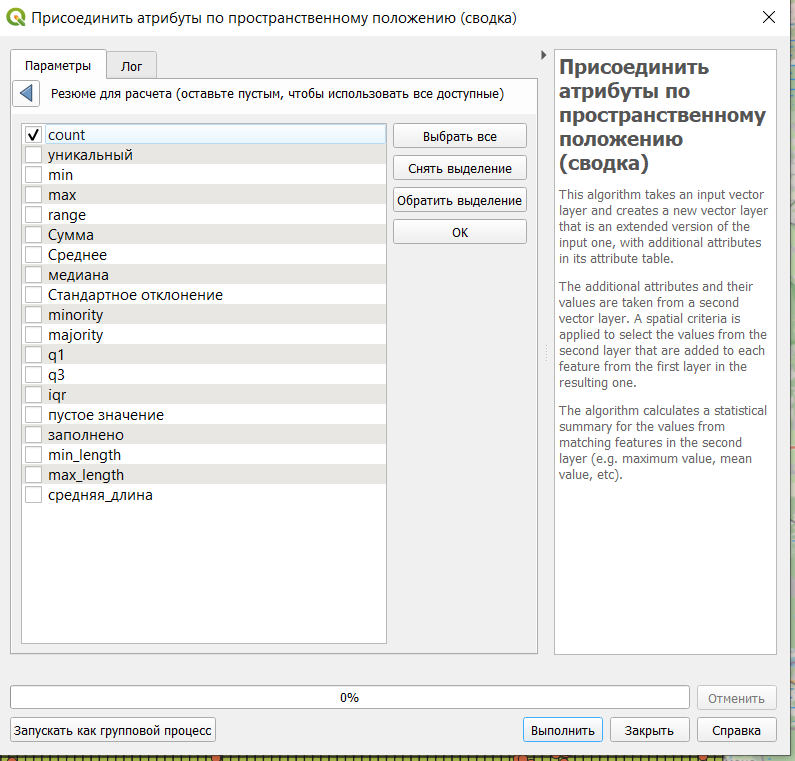 Присоединить атрибуты по пространственному положению (сводка)
Параметры
Лог
Резюме для расчета (оставьте пустым, чтобы использовать все доступные)
count
уникальный
min
max
range
Сумма
Среднее
медиана
Стандартное отклонение
minority
majority
q1
q3
iqr
пустое значение
заполнено
min_length
max_length
средняя_длина
Выбрать все
Снять выделение
Обратить выделение
ОК
Присоединить
атрибуты по
пространственному
положению
(сводка)
This algorithm takes an input vector
layer and creates a new vector layer
that is an extended version of the
input one, with additional attributes
in its attribute table.
The additional attributes and their
values are taken from a second
vector layer. A spatial criteria is
applied to select the values from the
second layer that are added to each
feature from the first layer in the
resulting one.
The algorithm calculates a statistical
summary for the values from
matching features in the second
layer (e.g. maximum value, mean
value, etc).
0%
Отменить
Запускать как групповой процесс
Выполнить
Закрыть
Справка